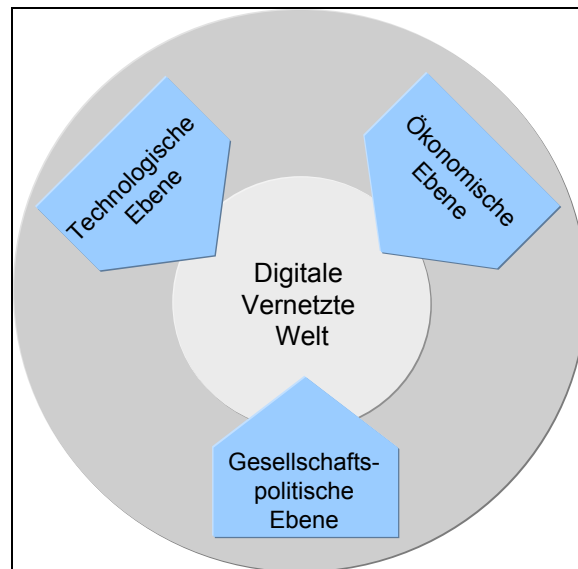 Technologische
Ebene
Ökonomische
Ebene
Digitale
Vernetzte
Welt
Gesellschafts-
politische
Ebene